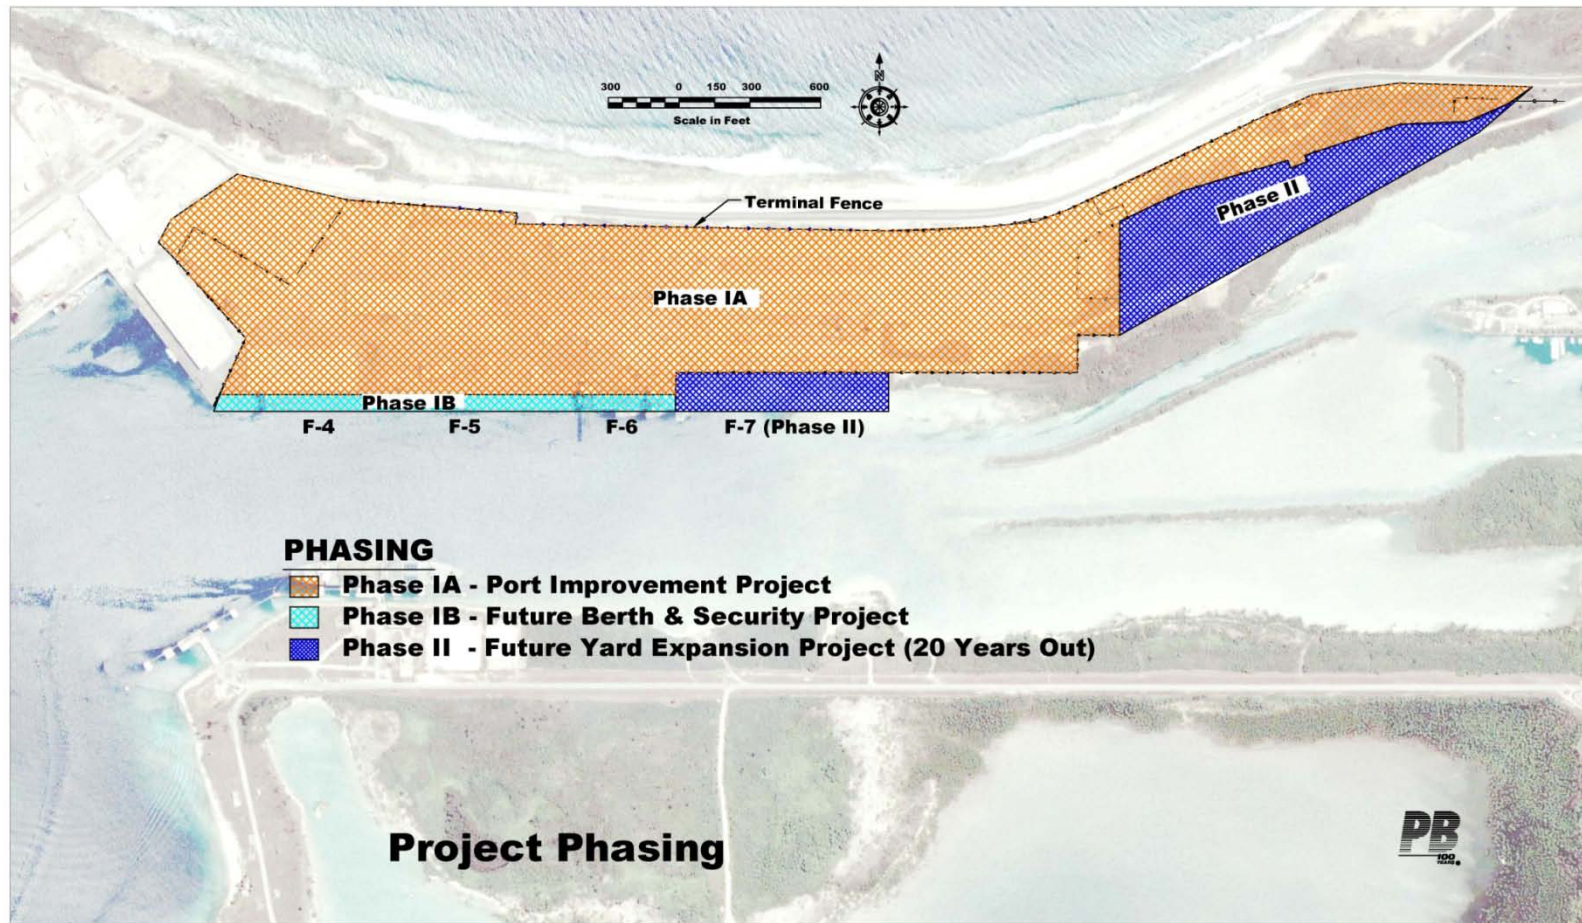 300 0 150 300 600
Scale in Feet
N
Terminal Fence
Phase II
Phase IA
Phase IB
F-4 F-5 F-6 F-7 (Phase II)
PHASING
Phase IA - Port Improvement Project
Phase IB - Future Berth & Security Project
Phase II - Future Yard Expansion Project (20 Years Out)
Project Phasing
PB
100
YEARS